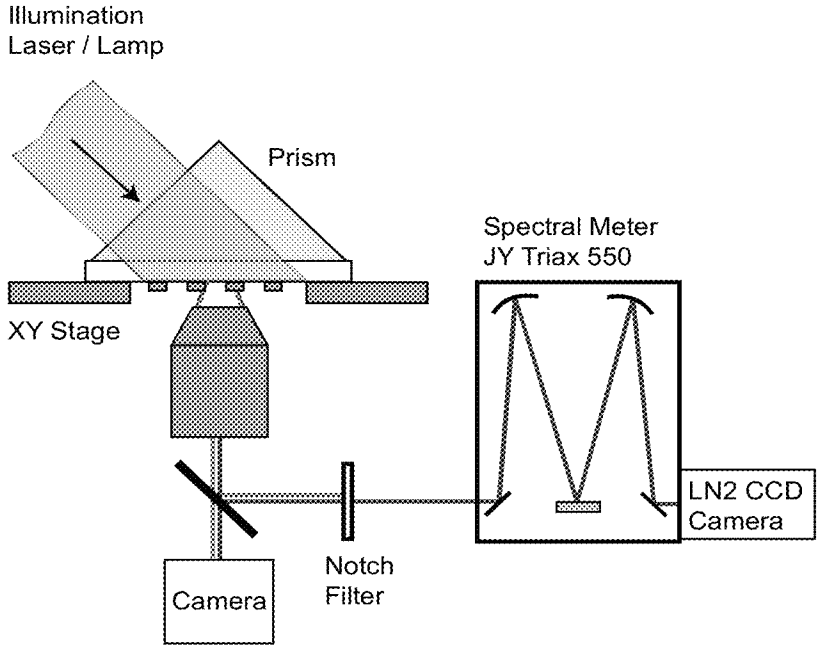 Illumination
Laser / Lamp
Prism
Spectral Meter
JY Triax 550
XY Stage
LN2 CCD
Camera
Notch
Filter
Camera